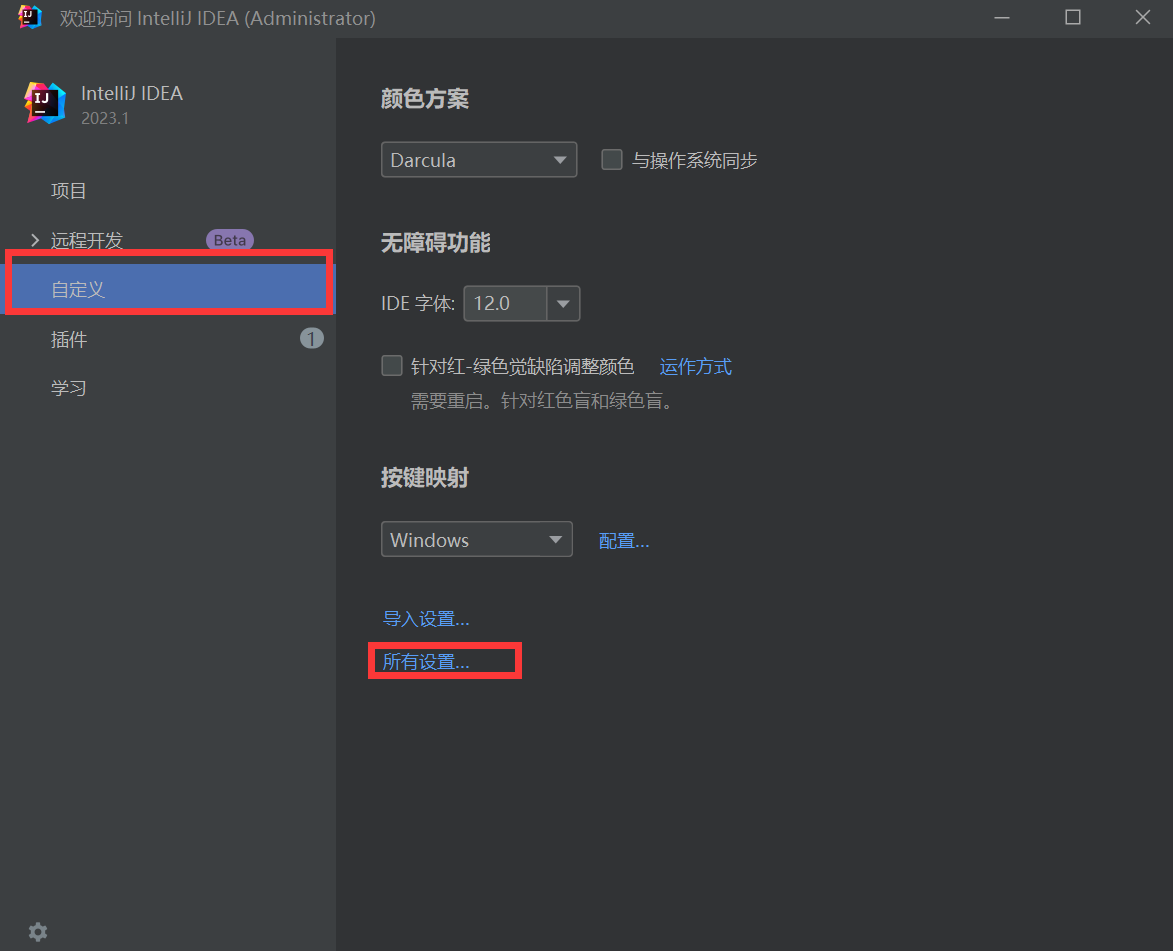 欢迎访问 IntelliJ IDEA (Administrator)
IntelliJ IDEA
2023.1
项目
远程开发 Beta
自定义
插件 1
学习
颜色方案
Darcula 与操作系统同步
无障碍功能
IDE 字体: 12.0
针对红-绿色觉缺陷调整颜色 运作方式
需要重启。针对红色盲和绿色盲。
按键映射
Windows 配置...
导入设置...
所有设置...